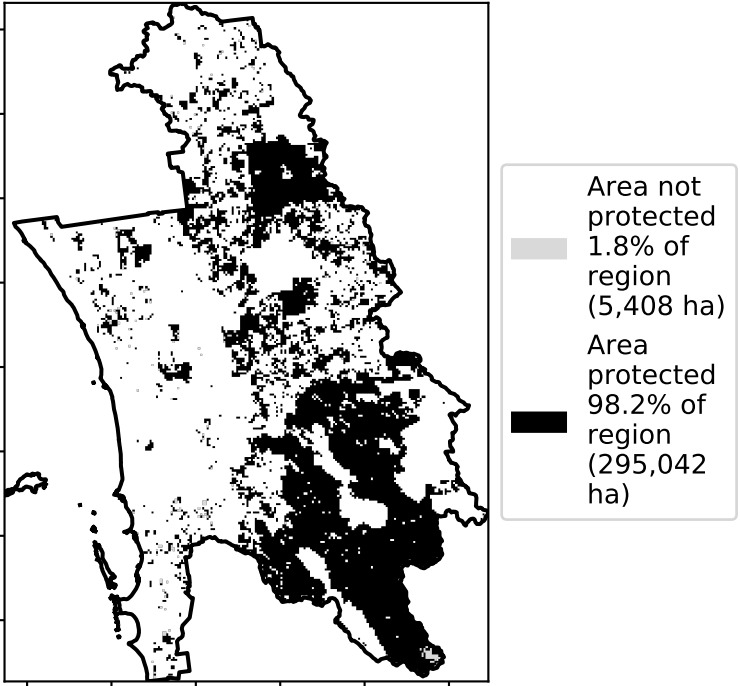 Area not
protected
1.8% of
region
(5,408 ha)
Area
protected
98.2% of
region
(295,042
ha)